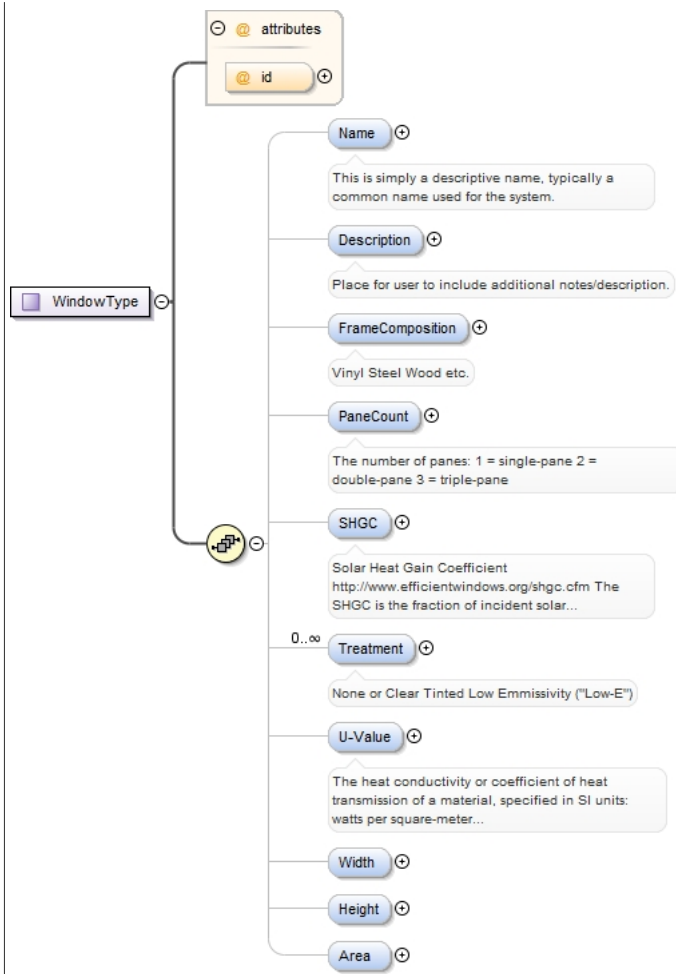 attributes
id
Name
This is simply a descriptive name, typically a
common name used for the system.
Description
Place for user to include additional notes/description.
WindowType
FrameComposition
Vinyl Steel Wood etc.
PaneCount
The number of panes: 1 = single-pane 2 =
double-pane 3 = triple-pane
SHGC
Solar Heat Gain Coefficient
http://www.efficientwindows.org/shgc.cfm The
SHGC is the fraction of incident solar...
0..∞
Treatment
None or Clear Tinted Low Emmissivity ("Low-E")
U-Value
The heat conductivity or coefficient of heat
transmission of a material, specified in SI units:
watts per square-meter...
Width
Height
Area